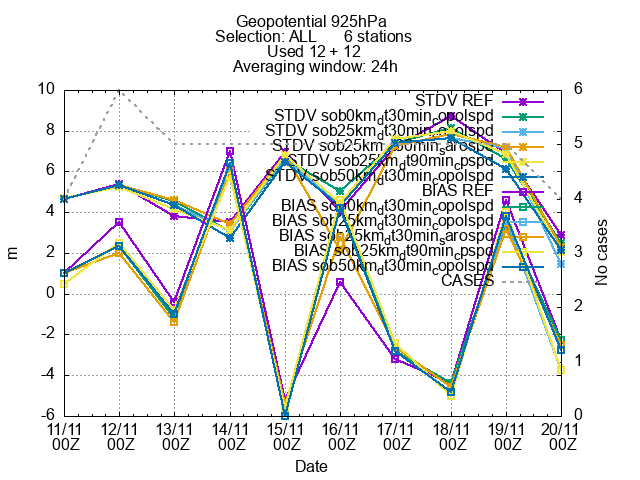 Geopotential 925hPa
Selection: ALL 6 stations
Used 12 + 12
Averaging window: 24h
10
8
6
4
2
0
-2
-4
-6
m
6
5
4
3
2
1
0
No cases
STDV REF
STDV sob0km_dt30min_copolspd
STDV sob25km_dt30min_copolspd
STDV sob25km_dt30min_sarospd
STDV sob25km_dt90min_cpspd
STDV sob50km_dt30min_copolspd
BIAS REF
BIAS sob0km_dt30min_copolspd
BIAS sob25km_dt30min_copolspd
BIAS sob25km_dt30min_sarospd
BIAS sob25km_dt90min_cpspd
BIAS sob50km_dt30min_copolspd
CASES
11/11 12/11 13/11 14/11 15/11 16/11 17/11 18/11 19/11 20/11
00Z 00Z 00Z 00Z 00Z 00Z 00Z 00Z 00Z 00Z
Date